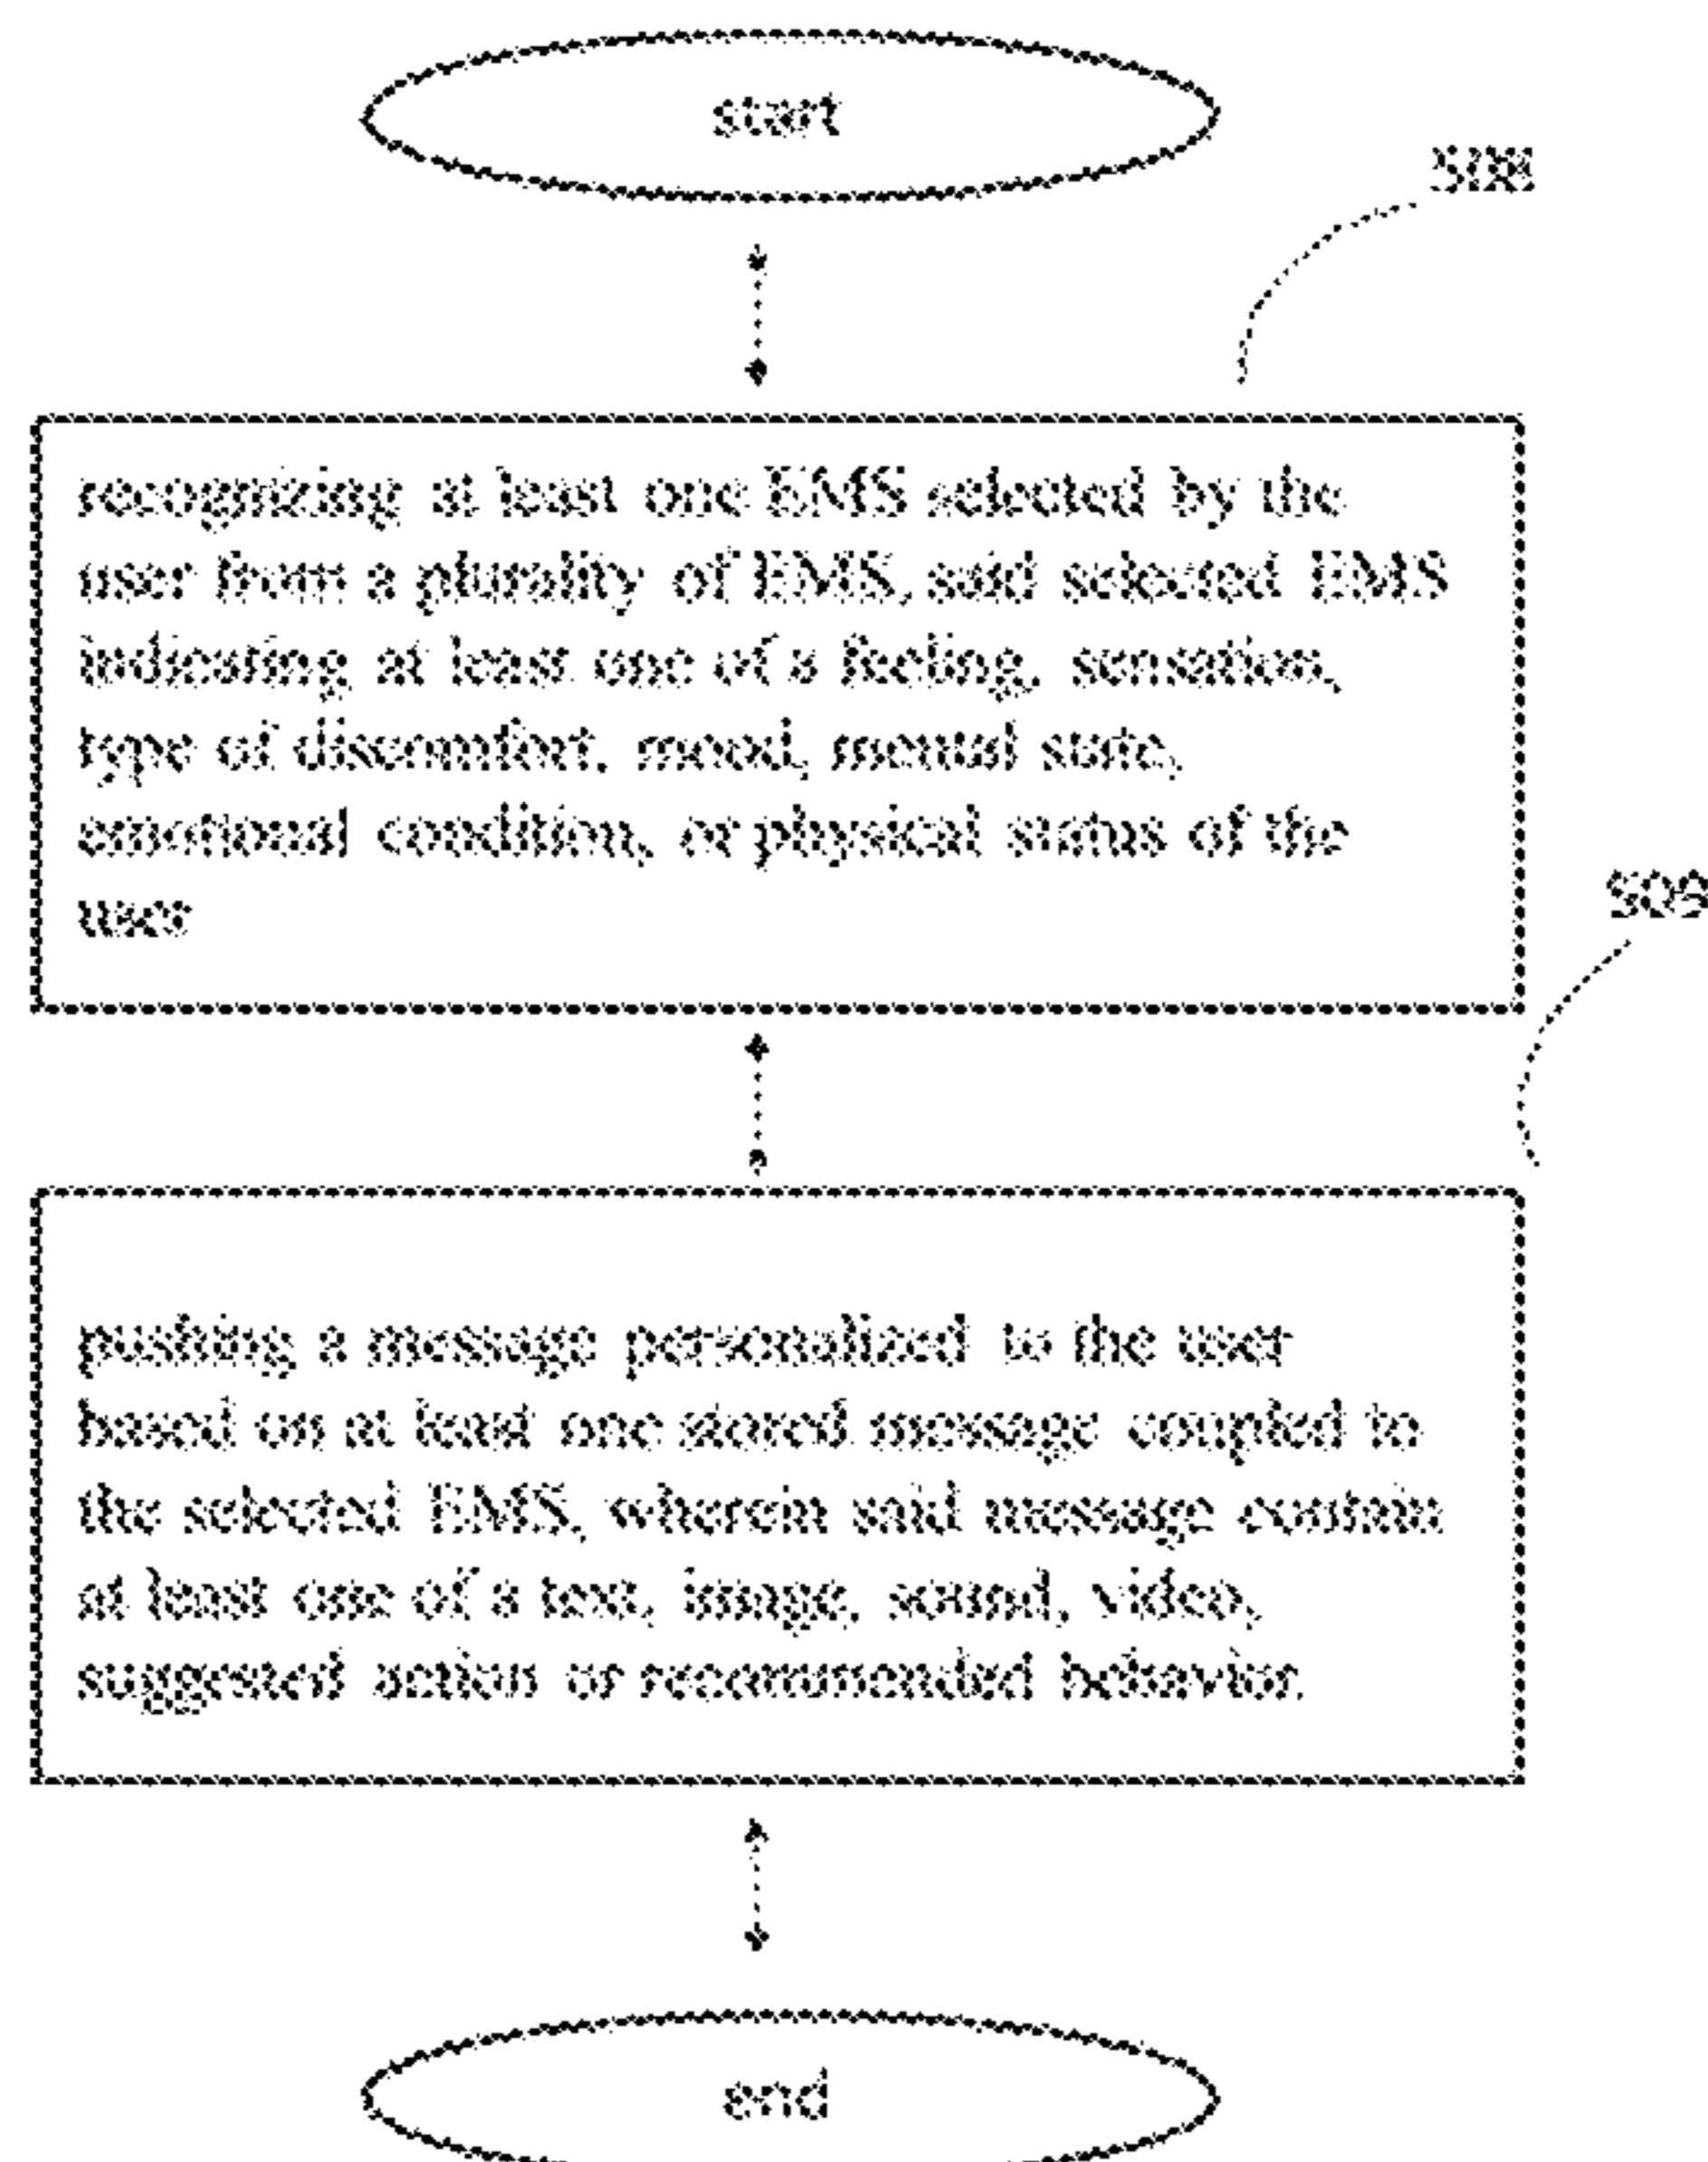 start
S08
recognizing at least one EMS selected by the
user from a plurality of EMS, said selected EMS
indicating at least one of a feeling, sensation,
type of discomfort, mood, mental state,
emotional condition, or physical status of the
user
S09
pushing a message personalized to the user
based on at least one stored message coupled to
the selected EMS, wherein said message contain
at least one of a text, image, sound, video,
suggested action or recommended behavior.
end